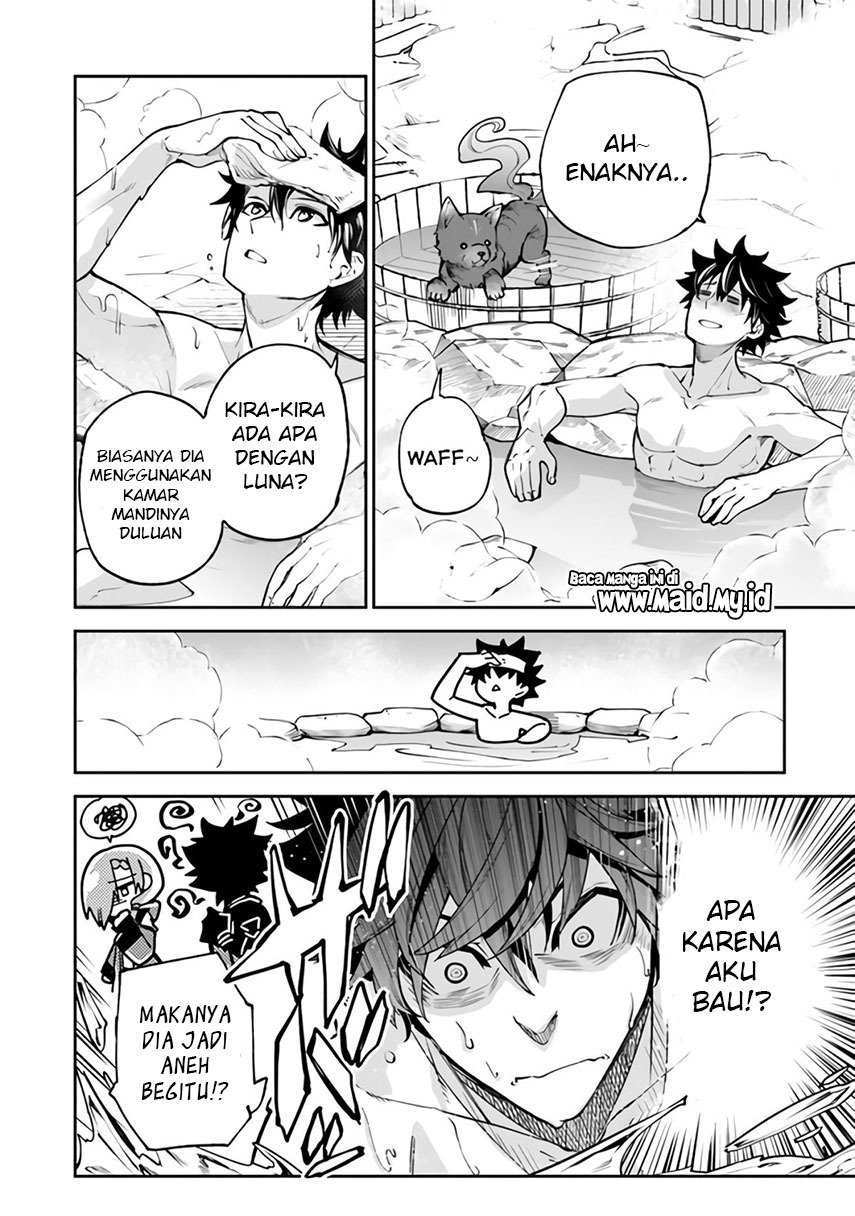 AH~
ENAKNYA..
WAFF~
KIRA-KIRA
ADA APA
DENGAN
LUNA?
BIASANYA DIA
MENGGUNAKAN
KAMAR
MANDINYA
DULUAN
Baca Manga ini di
www.Maid.My.id
APA
KARENA
AKU
BAU!?
MAKANYA
DIA JADI
ANEH
BEGITU!?